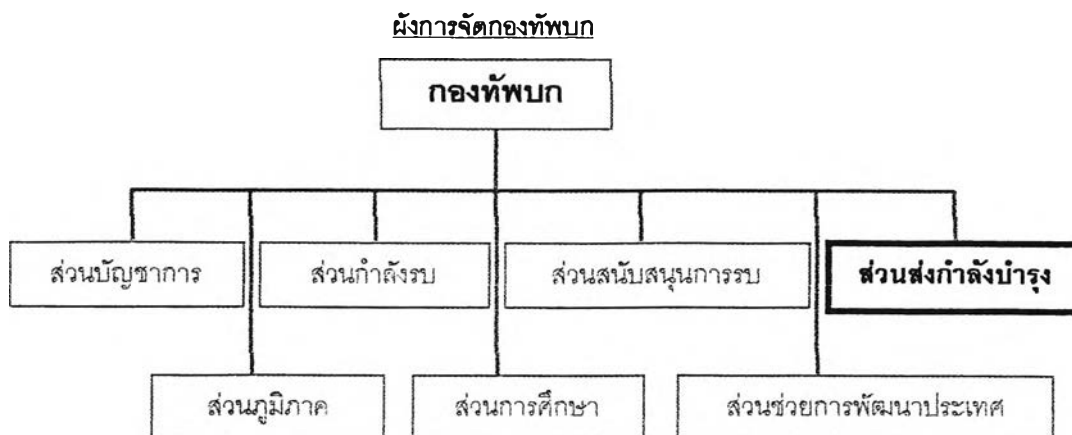 ผังการจัดกองทัพบก
กองทัพบก
ส่วนบัญชาการ
ส่วนกำลังรบ
ส่วนสนับสนุนการรบ
ส่วนส่งกำลังบำรุง
ส่วนภูมิภาค
ส่วนการศึกษา
ส่วนช่วยการพัฒนาประเทศ